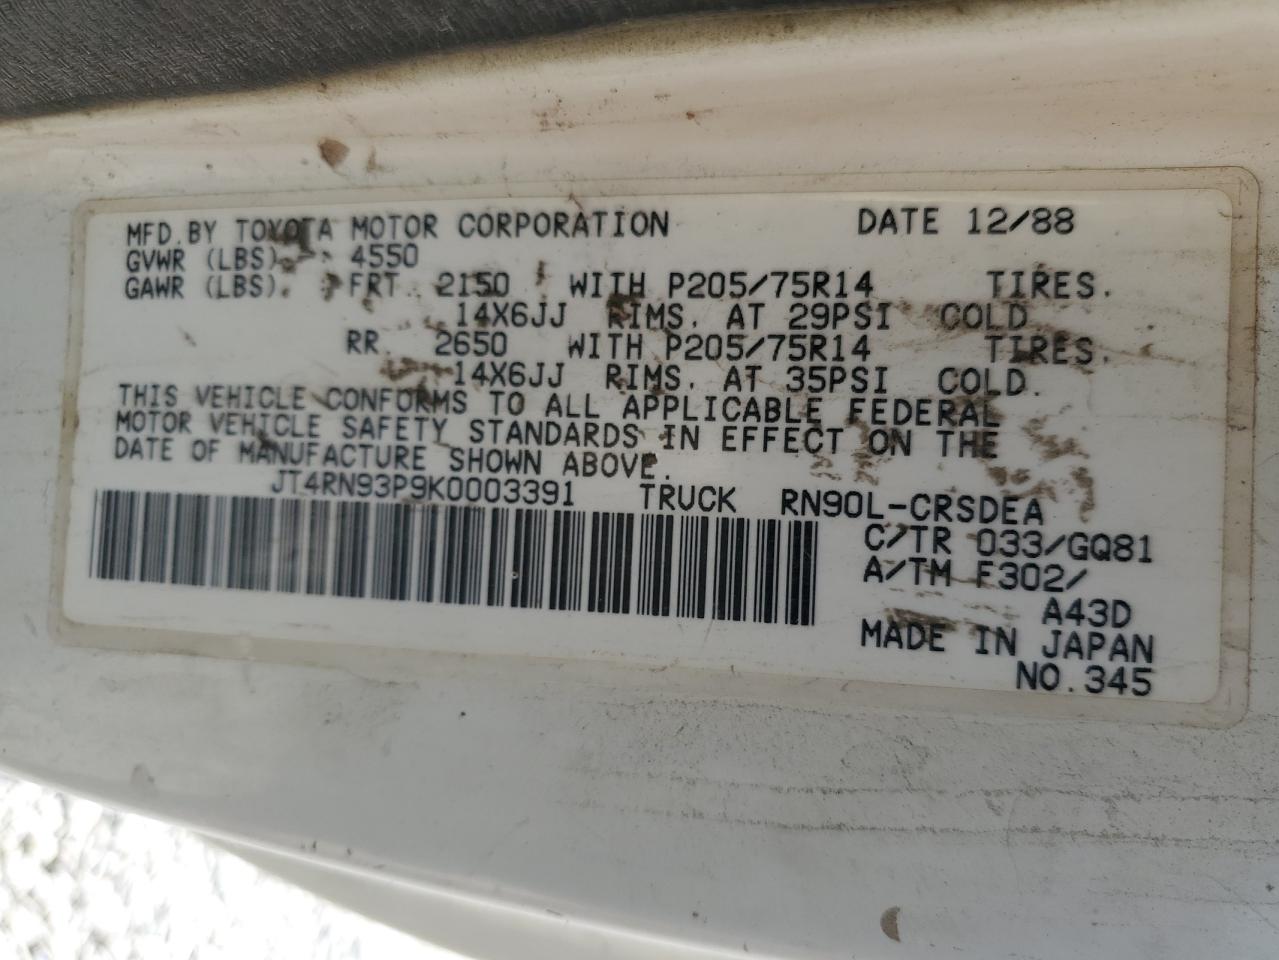 MFD. BY TOYOTA MOTOR CORPORATION DATE 12/88
GVWR (LBS) : 4550
GAWR (LBS). FRT. 2150 WITH P205/75R14 TIRES.
14X6JJ RIMS. AT 29PSI COLD
RR. 2650 WITH P205/75R14 TIRES.
14X6JJ RIMS. AT 35PSI COLD.
THIS VEHICLE CONFORMS TO ALL APPLICABLE FEDERAL
MOTOR VEHICLE SAFETY STANDARDS IN EFFECT ON THE
DATE OF MANUFACTURE SHOWN ABOVE.
JT4RN93P9K0003391 TRUCK RN90L-CRSDEA
C/TR 033/GQ81
A/TM F302/
A43D
MADE IN JAPAN
NO.345